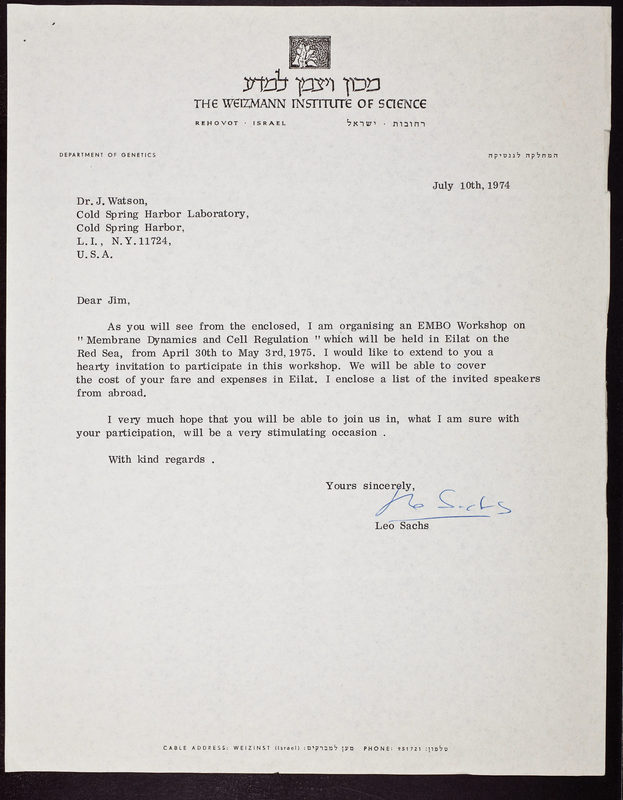 מכון ויצמן למדע
THE WEIZMANN INSTITUTE OF SCIENCE
REHOVOT · ISRAEL רחובות · ישראל
DEPARTMENT OF GENETICS המחלקה לגנטיקה
July 10th, 1974
Dr. J. Watson,
Cold Spring Harbor Laboratory,
Cold Spring Harbor,
L. I., N. Y. 11724,
U. S. A.
Dear Jim,
As you will see from the enclosed, I am organising an EMBO Workshop on
" Membrane Dynamics and Cell Regulation " which will be held in Eilat on the
Red Sea, from April 30th to May 3rd, 1975. I would like to extend to you a
hearty invitation to participate in this workshop. We will be able to cover
the cost of your fare and expenses in Eilat. I enclose a list of the invited speakers
from abroad.
I very much hope that you will be able to join us in, what I am sure with
your participation, will be a very stimulating occasion .
With kind regards .
Yours sincerely,
Leo Sachs
Leo Sachs
CABLE ADDRESS: WEIZINST (Israel) :מען למברקים PHONE: 951721 :טלפון